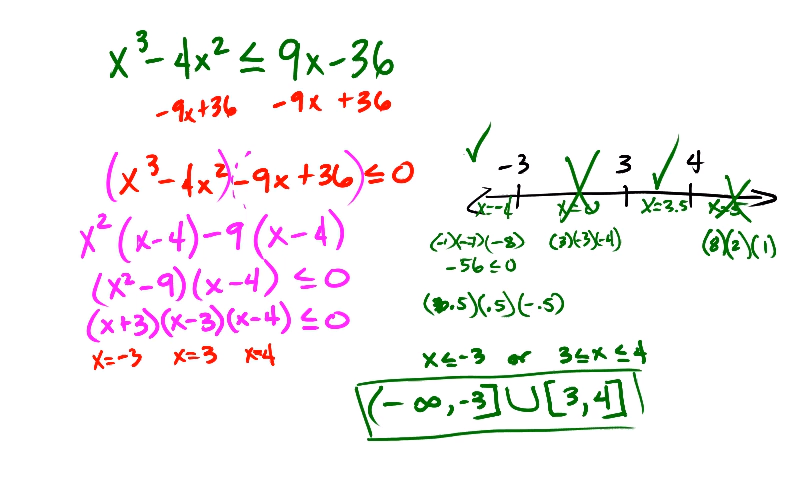 x³ - 4x² ≤ 9x - 36
-9x+36 -9x +36
(x³ - 4x²) (-9x + 36) ≤ 0
x²(x-4) - 9(x-4)
(x²-9)(x-4) ≤ 0
(x+3)(x-3)(x-4) ≤ 0
x=-3 x=3 x=4
✓ -3 3 ✓ 4
x=-4 x=0 x=3.5 x=5
(-1)(-7)(-8) (3)(-3)(-4) (8)(2)(1)
-56 ≤ 0
(6.5)(.5)(-.5)
x ≤ -3 or 3 ≤ x ≤ 4
(-∞, -3] ∪ [3, 4]